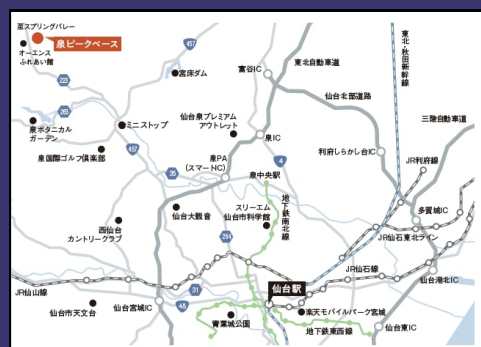 至スプリングバレー
泉ピークベース
オーエンス
ふれあい館
457
228
263
宮床ダム
富谷IC
東北自動車道
東北・秋田新幹線
仙台北部道路
三陸自動車道
泉ボタニカル
ガーデン
ミニストップ
仙台泉プレミアム
アウトレット
泉IC
泉国際ゴルフ倶楽部
457
35
泉PA
(スマートIC)
4
泉中央駅
利府しらかし台IC
JR利府線
仙台大観音
スリーエム
仙台市科学館
地下鉄南北線
多賀城IC
西仙台
カントリークラブ
264
JR仙石東北ライン
JR仙石線
仙台港北IC
JR仙山線
仙台市天文台
仙台宮城IC
31
48
仙台駅
楽天モバイルパーク宮城
青葉城公園
地下鉄東西線
仙台東IC